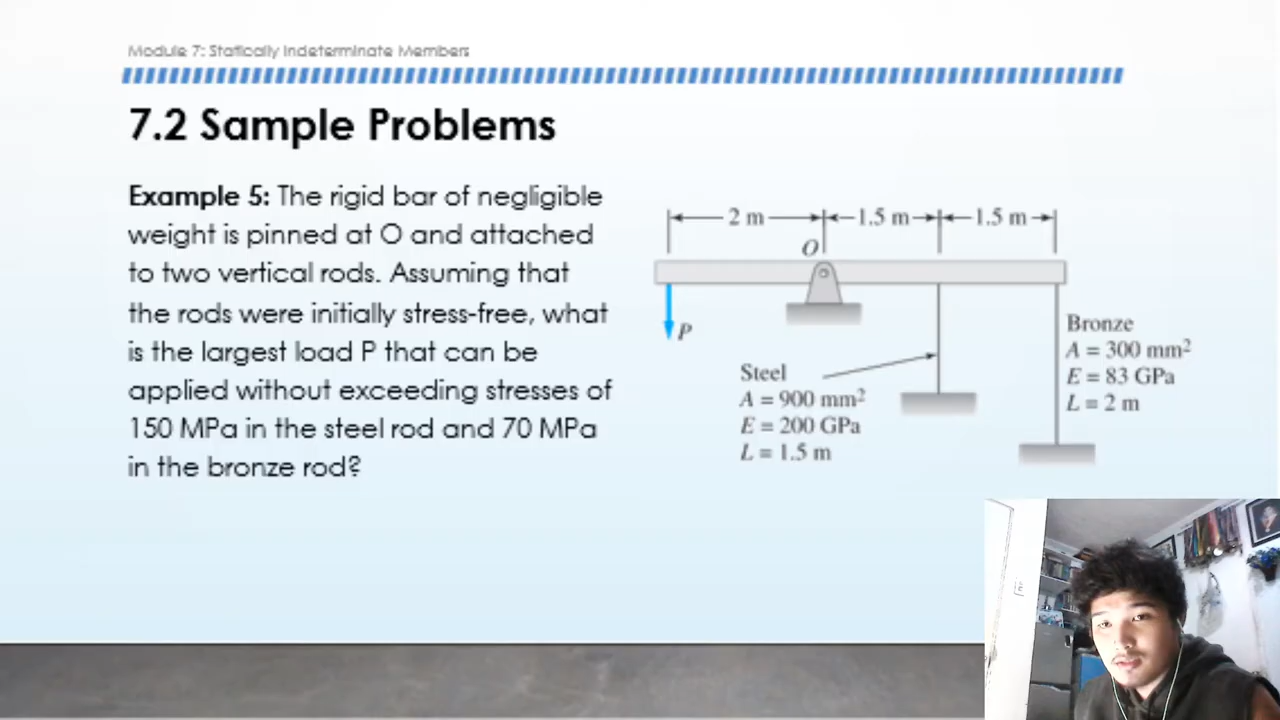 Module 7: Statically Indeterminate Members
7.2 Sample Problems
Example 5: The rigid bar of negligible
weight is pinned at O and attached
to two vertical rods. Assuming that
the rods were initially stress-free, what
is the largest load P that can be
applied without exceeding stresses of
150 MPa in the steel rod and 70 MPa
in the bronze rod?
2 m
1.5 m
1.5 m
O
P
Steel
A = 900 mm²
E = 200 GPa
L = 1.5 m
Bronze
A = 300 mm²
E = 83 GPa
L = 2 m